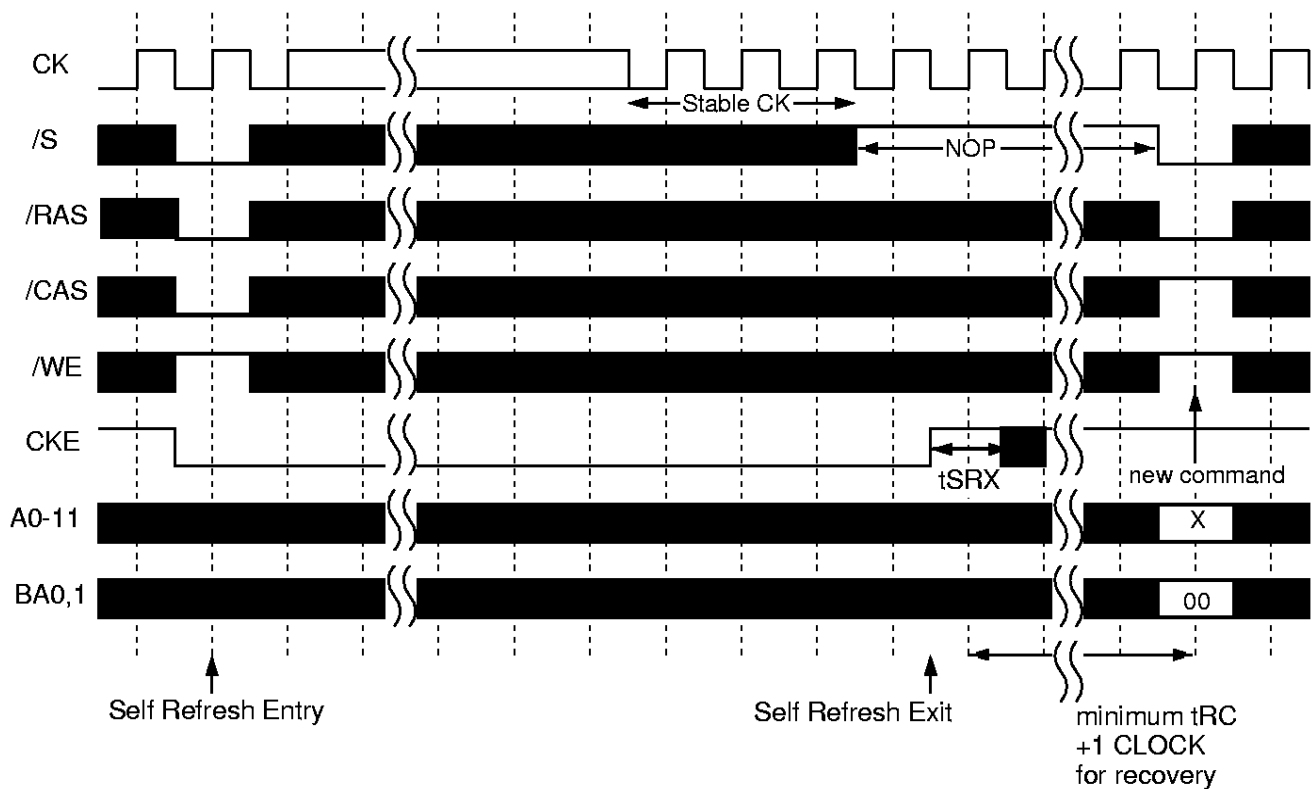 CK
Stable CK
/S
NOP
/RAS
/CAS
/WE
CKE
tSRX
new command
A0-11
X
BA0,1
00
Self Refresh Entry
Self Refresh Exit
minimum tRC
+1 CLOCK
for recovery